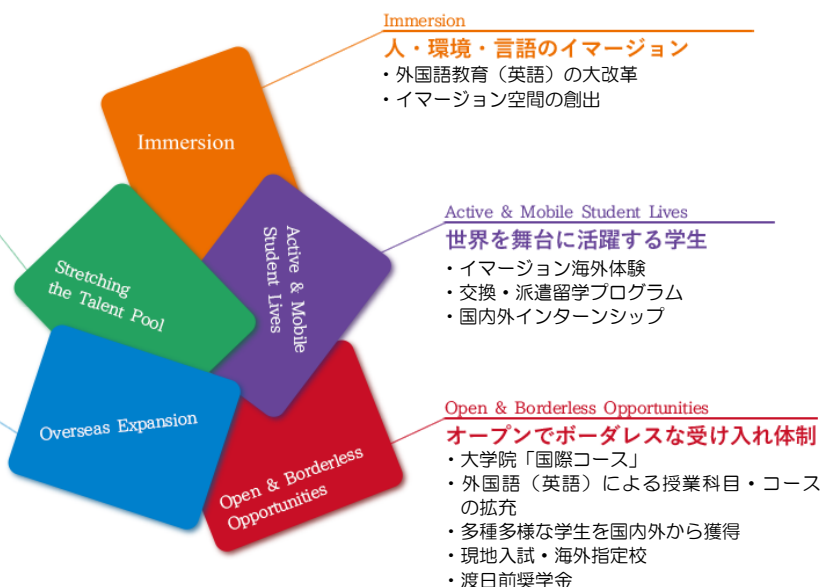 Immersion
人・環境・言語のイマージョン
・外国語教育（英語）の大改革
・イマージョン空間の創出
Immersion
Active & Mobile Student Lives
世界を舞台に活躍する学生
・イマージョン海外体験
・交換・派遣留学プログラム
・国内外インターンシップ
Active & Mobile
Student Lives
Stretching
the Talent Pool
Overseas Expansion
Open & Borderless
Opportunities
Open & Borderless Opportunities
オープンでボーダレスな受け入れ体制
・大学院「国際コース」
・外国語（英語）による授業科目・コース
の拡充
・多種多様な学生を国内外から獲得
・現地入試・海外指定校
・渡日前奨学金